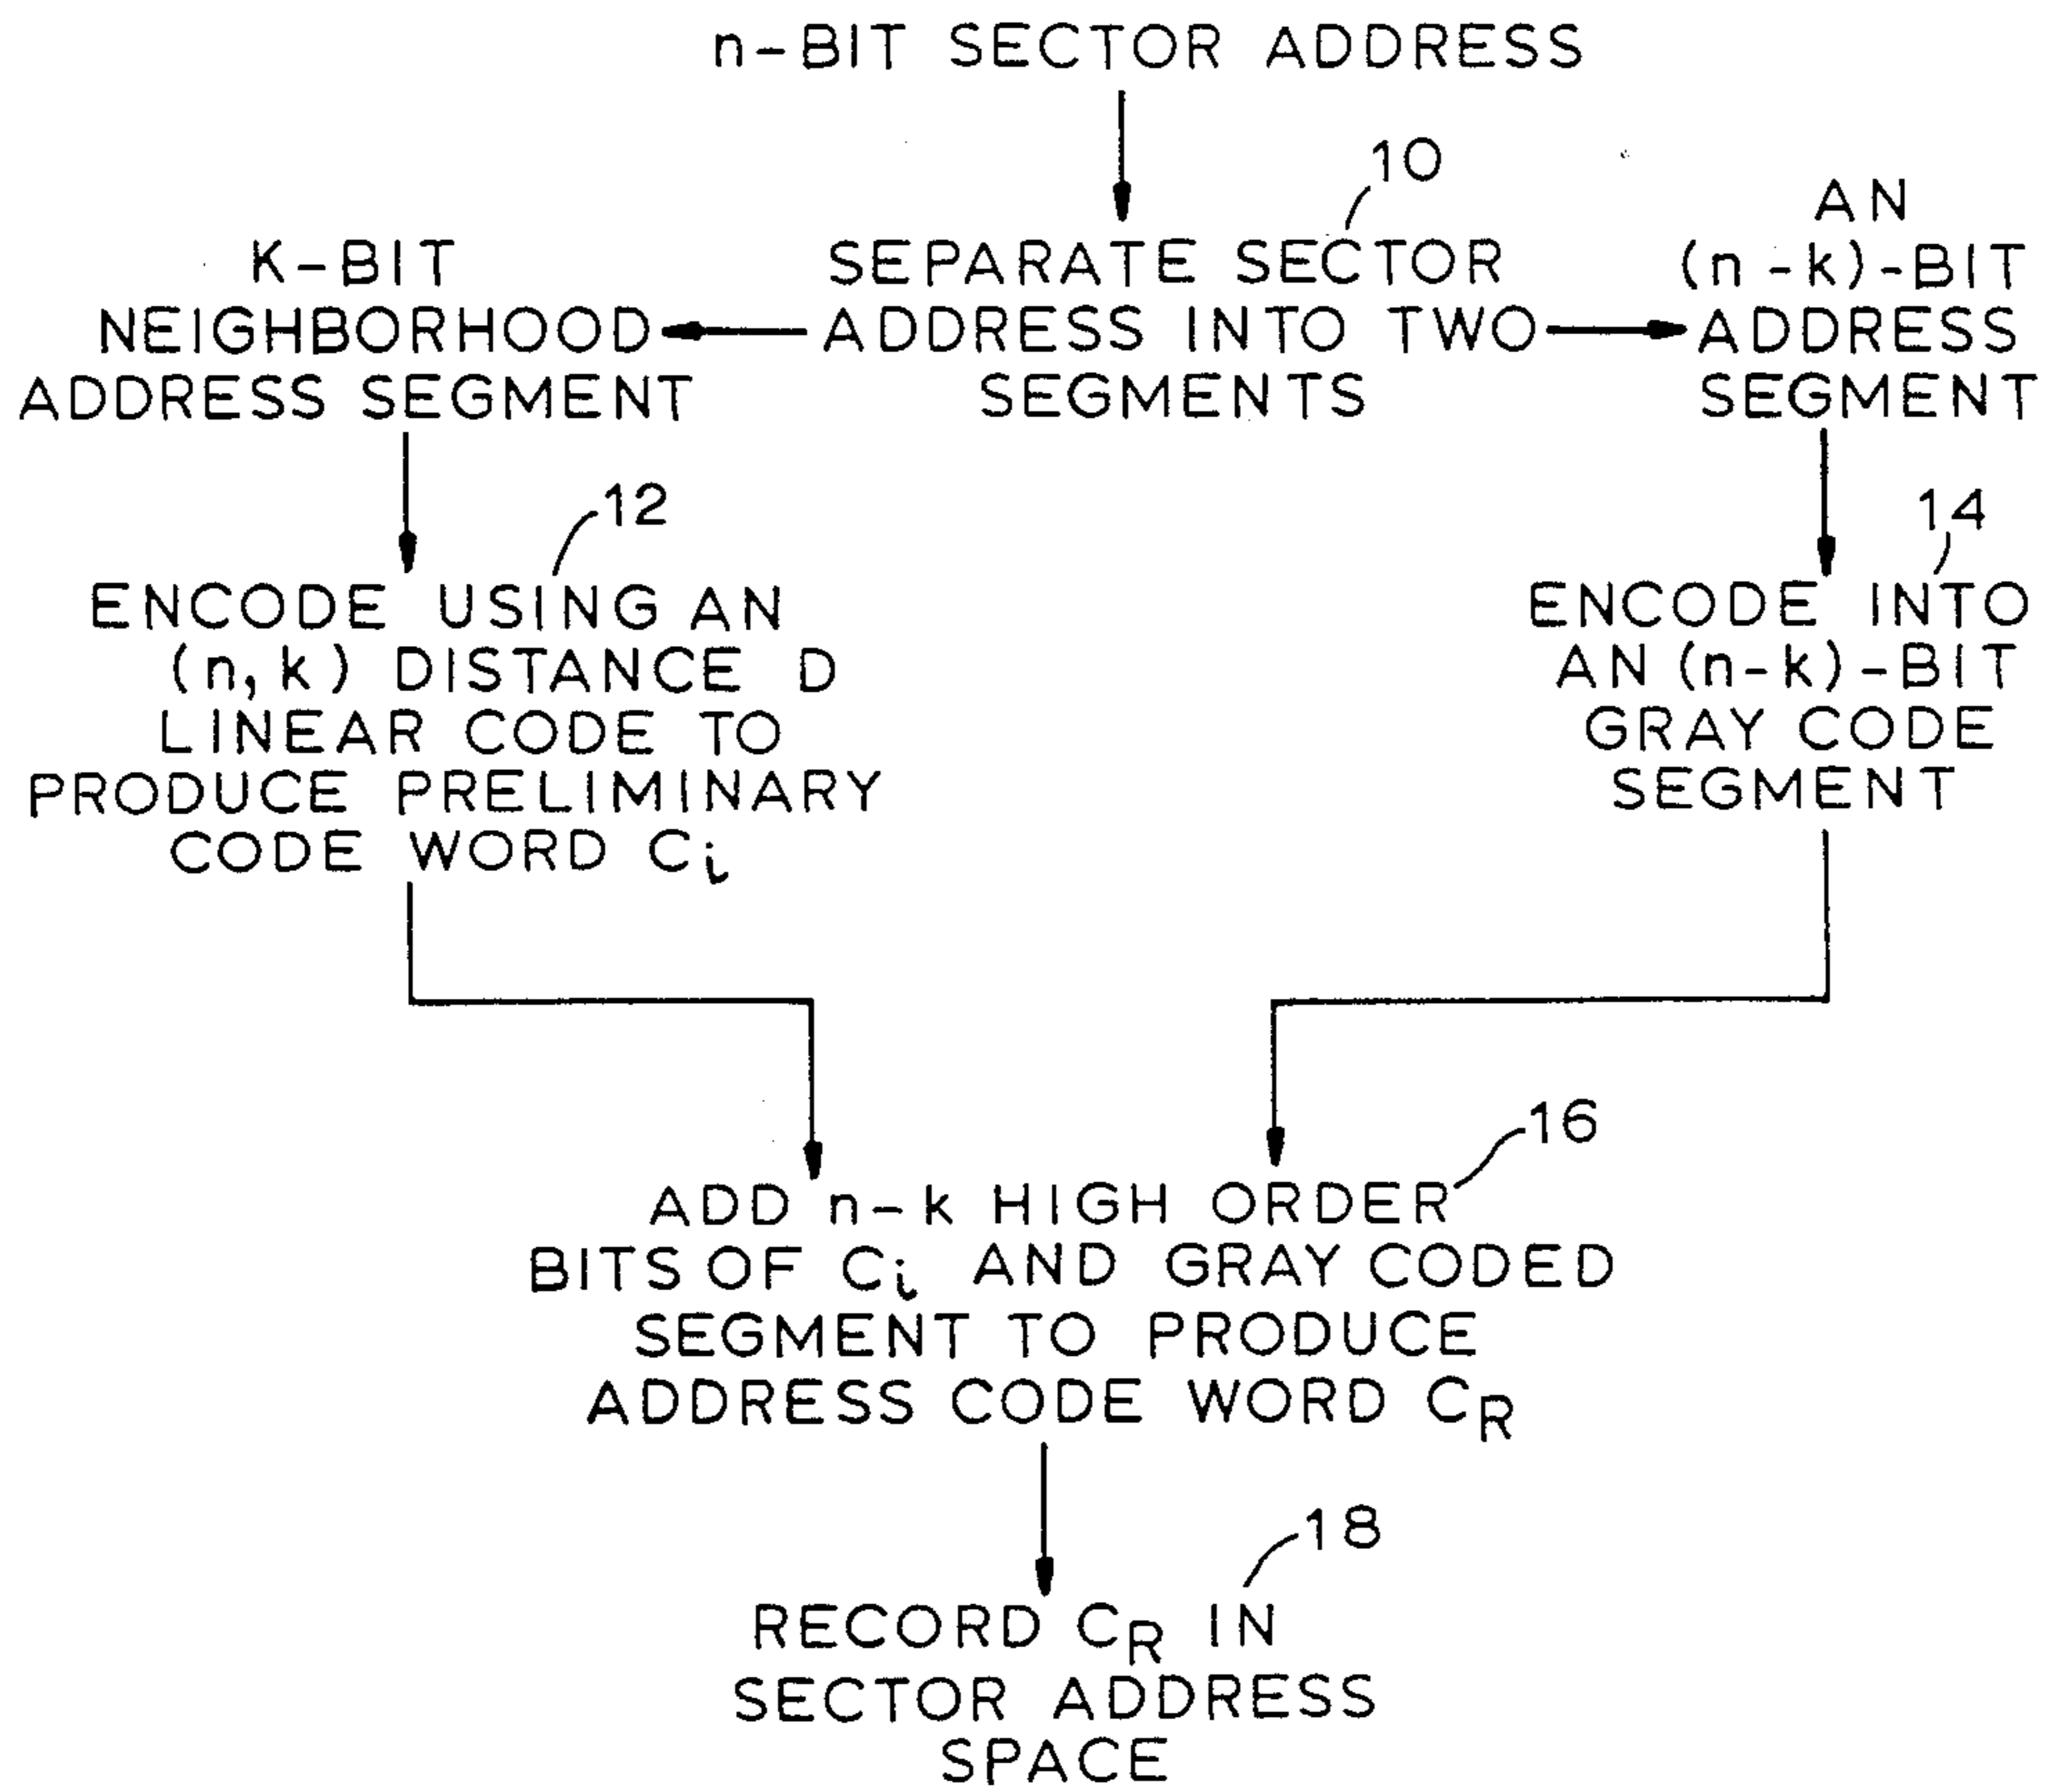 n-BIT SECTOR ADDRESS
10
SEPARATE SECTOR
ADDRESS INTO TWO
SEGMENTS
K-BIT
NEIGHBORHOOD
ADDRESS SEGMENT
AN
(n-k)-BIT
ADDRESS
SEGMENT
12
ENCODE USING AN
(n,k) DISTANCE D
LINEAR CODE TO
PRODUCE PRELIMINARY
CODE WORD Ci
14
ENCODE INTO
AN (n-k)-BIT
GRAY CODE
SEGMENT
16
ADD n-k HIGH ORDER
BITS OF Ci AND GRAY CODED
SEGMENT TO PRODUCE
ADDRESS CODE WORD CR
18
RECORD CR IN
SECTOR ADDRESS
SPACE